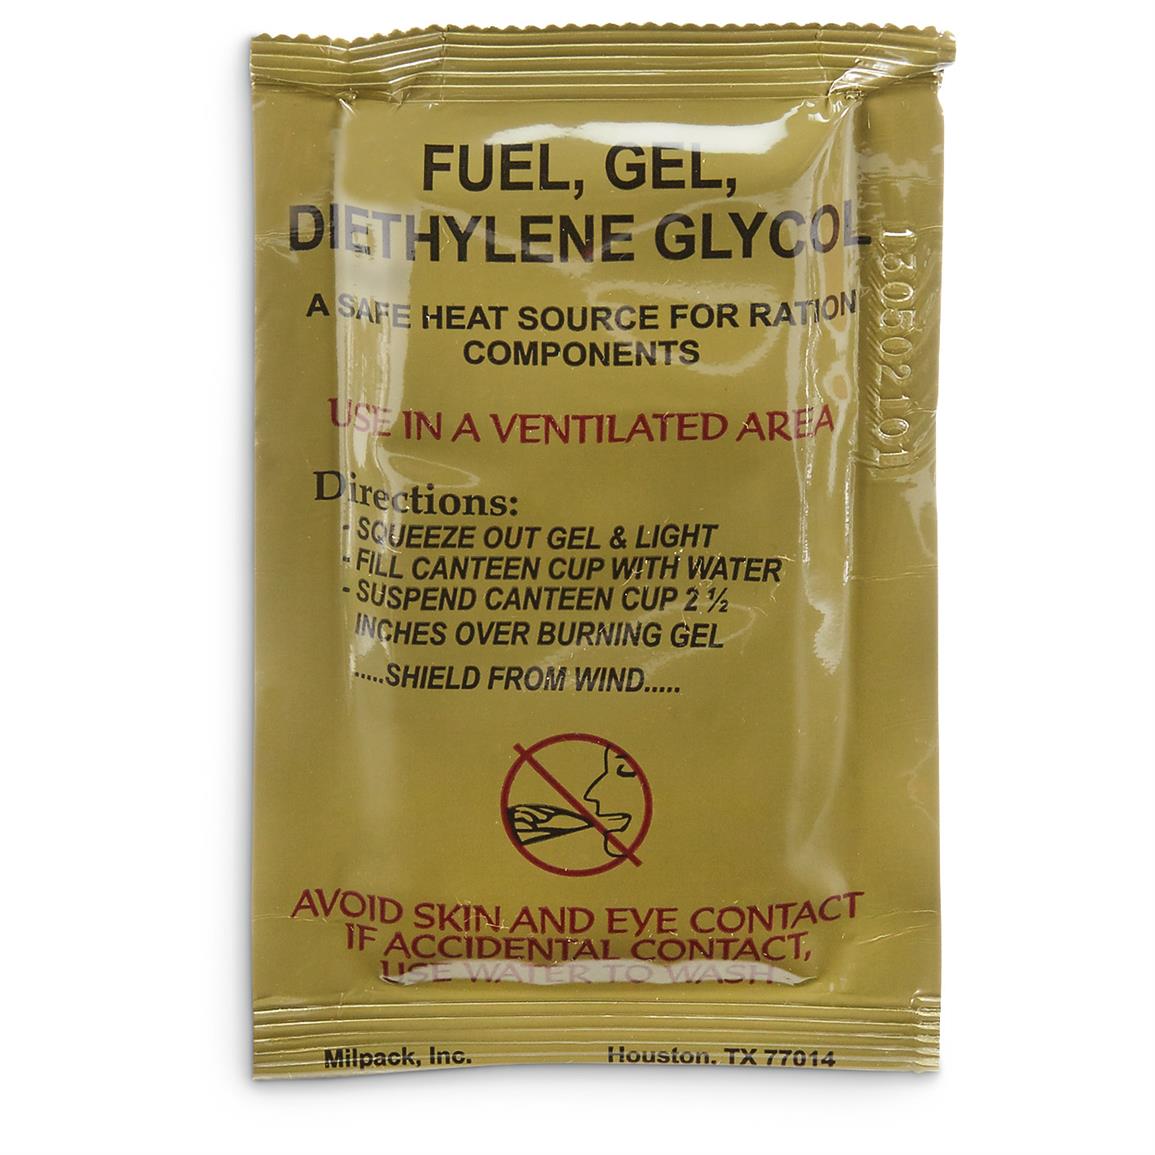 FUEL, GEL,
DIETHYLENE GLYCOL
A SAFE HEAT SOURCE FOR RATION
COMPONENTS
USE IN A VENTILATED AREA
Directions:
- SQUEEZE OUT GEL & LIGHT
- FILL CANTEEN CUP WITH WATER
- SUSPEND CANTEEN CUP 2 ½
INCHES OVER BURNING GEL
.....SHIELD FROM WIND.....
AVOID SKIN AND EYE CONTACT
IF ACCIDENTAL CONTACT,
USE WATER TO WASH
Milpack, Inc. Houston. TX 77014
130502101